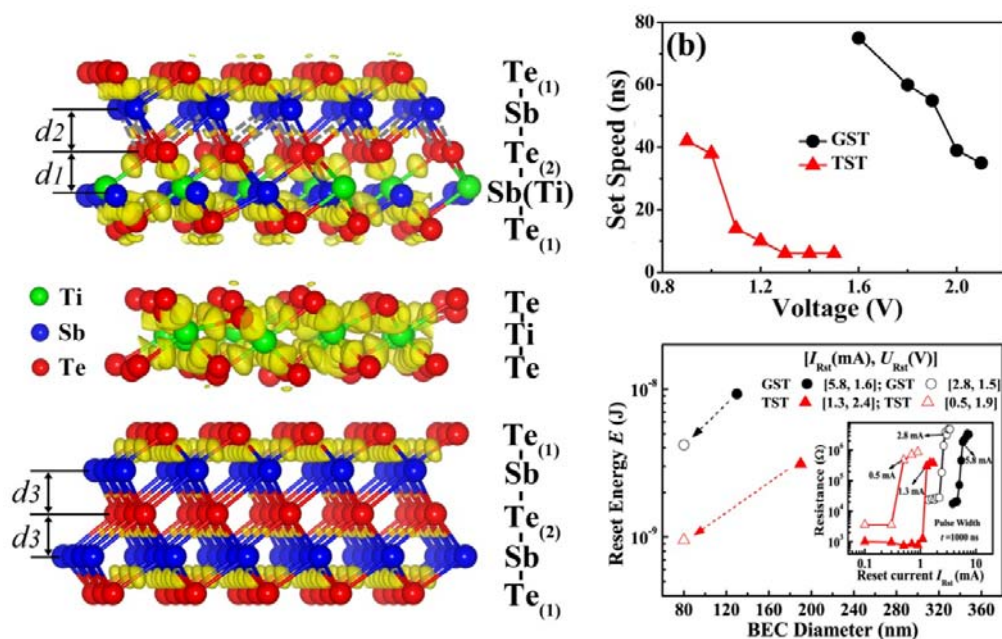 Te(1)
Sb
d2
Te(2)
d1
Sb(Ti)
Te(1)
Ti
Sb
Te
Te
Ti
Te
Te(1)
Sb
d3
Te(2)
d3
Sb
Te(1)
(b)
80
60
40
20
0
Set Speed (ns)
GST
TST
0.8
1.2
1.6
2.0
Voltage (V)
[I_Rst(mA), U_Rst(V)]
GST [5.8, 1.6]; GST [2.8, 1.5]
TST [1.3, 2.4]; TST [0.5, 1.9]
10⁻⁸
10⁻⁹
Reset Energy E (J)
80 120 160 200 240 280 320 360
BEC Diameter (nm)
Resistance (Ω)
10⁶
10⁵
10⁴
10³
2.8 mA
0.5 mA
5.8 mA
1.3 mA
Pulse Width
t =1000 ns
0.1 1 10
Reset current I_Rst (mA)